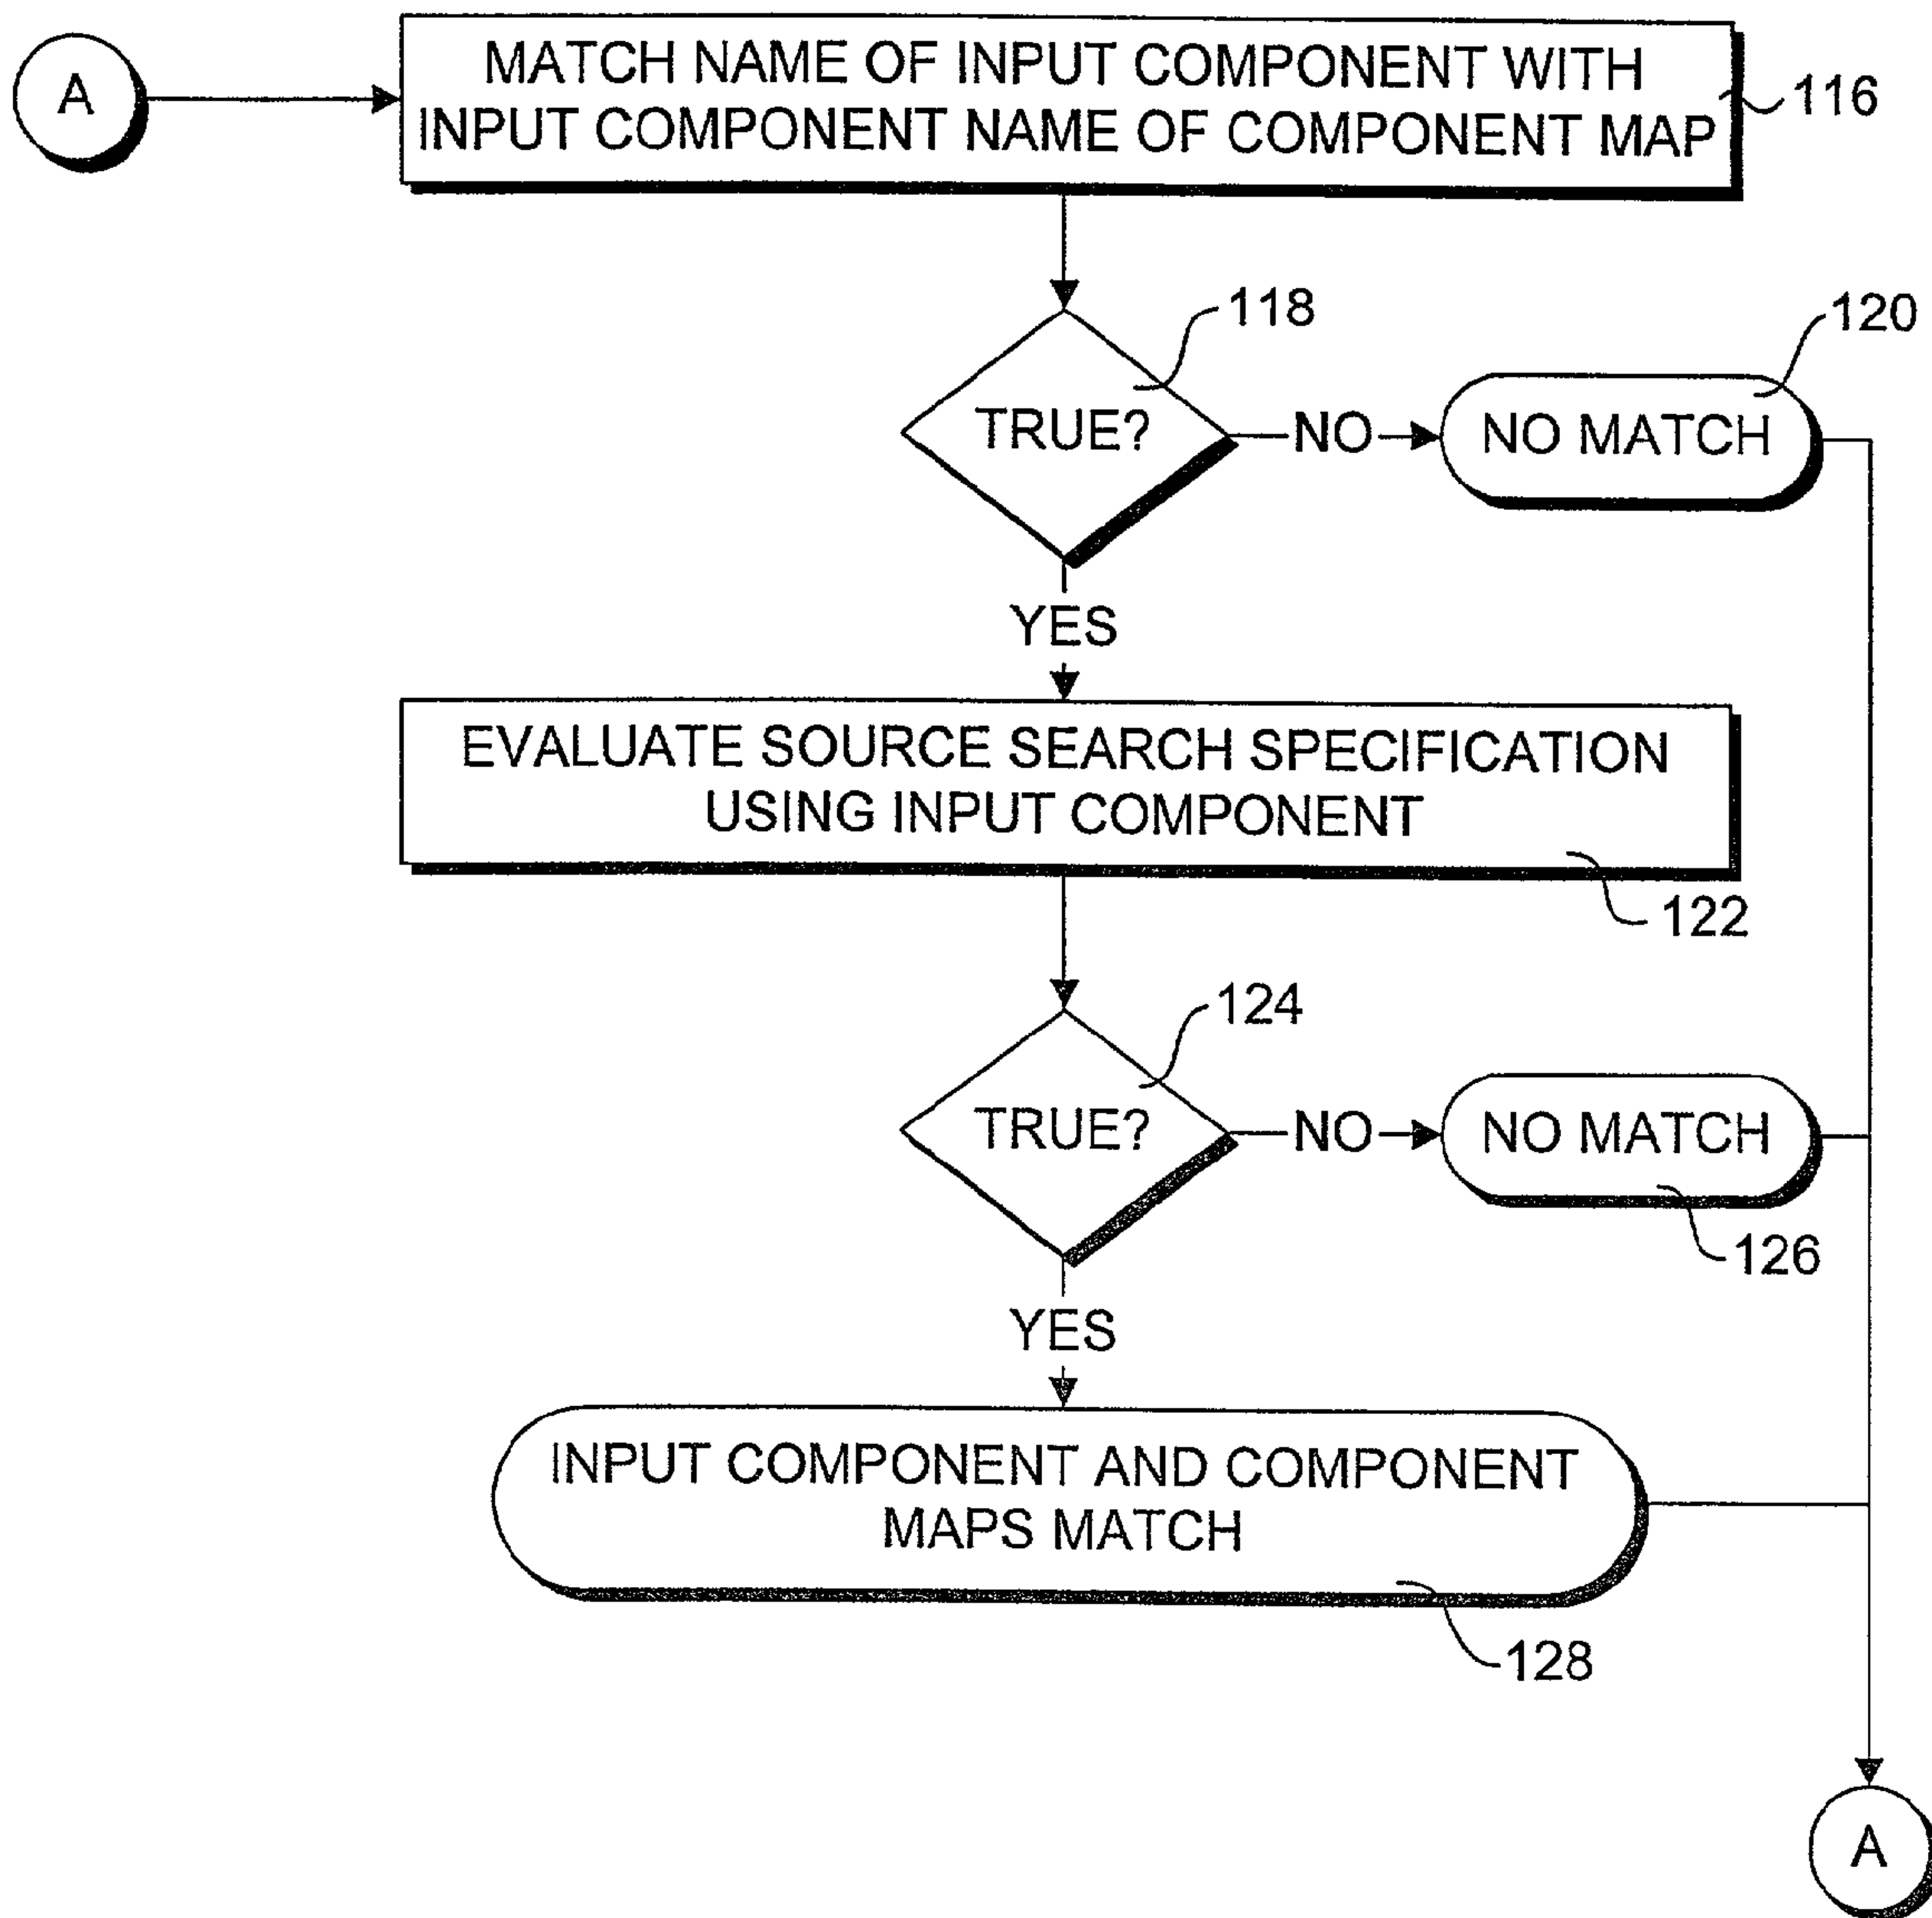 A
MATCH NAME OF INPUT COMPONENT WITH
INPUT COMPONENT NAME OF COMPONENT MAP
116
118
120
TRUE?
NO
NO MATCH
YES
EVALUATE SOURCE SEARCH SPECIFICATION
USING INPUT COMPONENT
122
124
TRUE?
NO
NO MATCH
126
YES
INPUT COMPONENT AND COMPONENT
MAPS MATCH
128
A